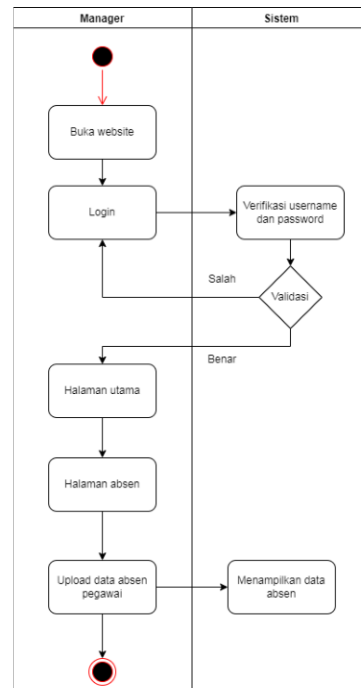 Manager
Sistem
Buka website
Login
Verifikasi username
dan password
Salah
Validasi
Benar
Halaman utama
Halaman absen
Upload data absen
pegawai
Menampilkan data
absen